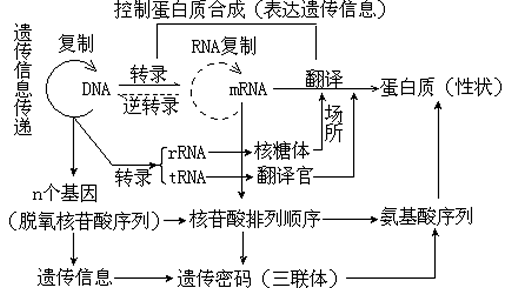 控制蛋白质合成（表达遗传信息）
遗传信息传递
复制
RNA复制
DNA
转录
逆转录
mRNA
翻译
蛋白质（性状）
场所
转录
rRNA
核糖体
tRNA
翻译官
n个基因
（脱氧核苷酸序列）
核苷酸排列顺序
氨基酸序列
遗传信息
遗传密码（三联体）